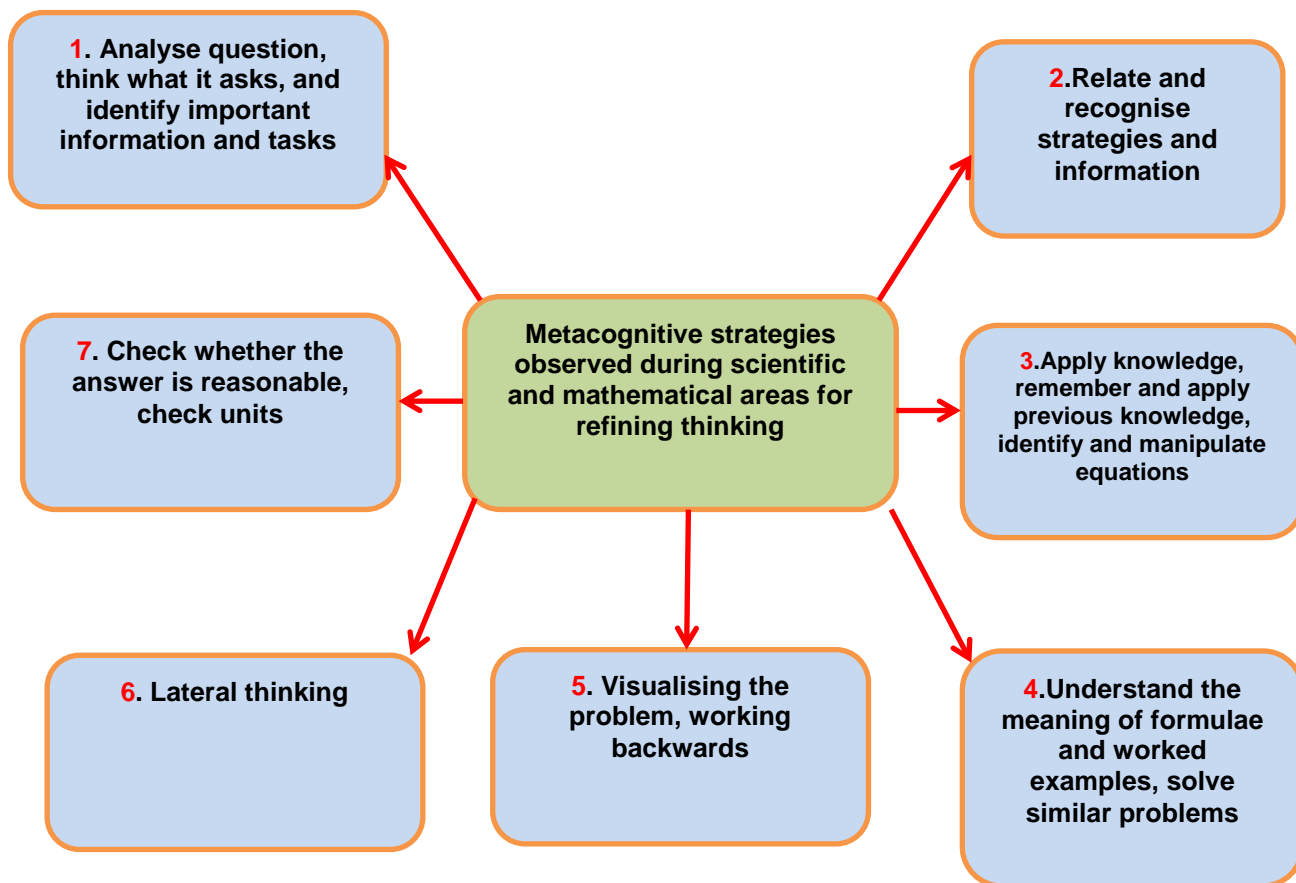 1. Analyse question,
think what it asks, and
identify important
information and tasks
2.Relate and
recognise
strategies and
information
Metacognitive strategies
observed during scientific
and mathematical areas for
refining thinking
7. Check whether the
answer is reasonable,
check units
3.Apply knowledge,
remember and apply
previous knowledge,
identify and manipulate
equations
6. Lateral thinking
5. Visualising the
problem, working
backwards
4.Understand the
meaning of formulae
and worked
examples, solve
similar problems